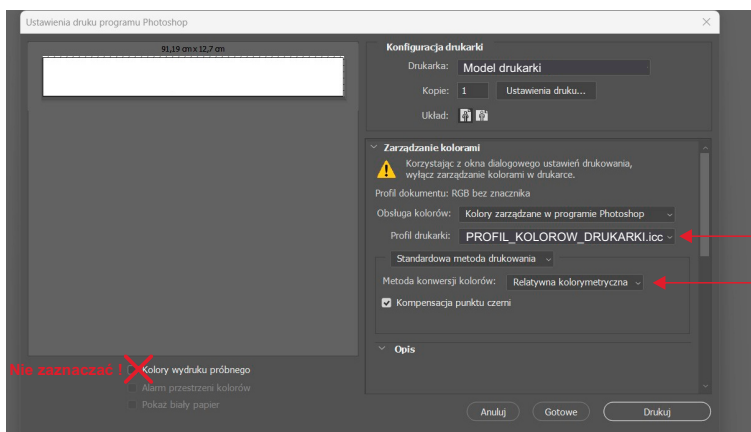 Ustawienia druku programu Photoshop
91,19 cm x 12,7 cm
Konfiguracja drukarki
Drukarka: Model drukarki
Kopie: 1 Ustawienia druku...
Układ:
Zarządzanie kolorami
Korzystając z okna dialogowego ustawień drukowania,
wyłącz zarządzanie kolorami w drukarce.
Profil dokumentu: RGB bez znacznika
Obsługa kolorów: Kolory zarządzane w programie Photoshop
Profil drukarki: PROFIL_KOLOROW_DRUKARKI.icc
Standardowa metoda drukowania
Metoda konwersji kolorów: Relatywna kolorymetryczna
Kompensacja punktu czerni
Opis
Nie zaznaczać ! Kolory wydruku próbnego
Alarm przestrzeni kolorów
Pokaż biały papier
Anuluj Gotowe Drukuj